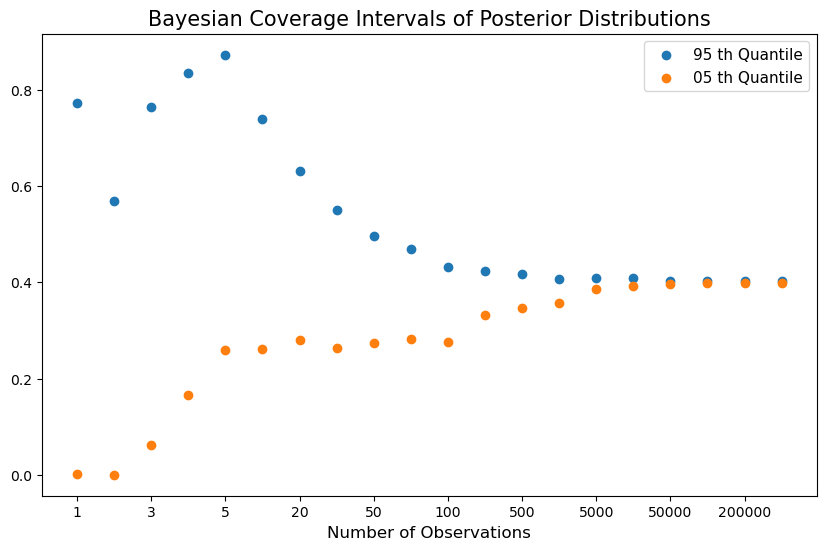 Bayesian Coverage Intervals of Posterior Distributions
95 th Quantile
05 th Quantile
0.8
0.6
0.4
0.2
0.0
1 3 5 20 50 100 500 5000 50000 200000
Number of Observations